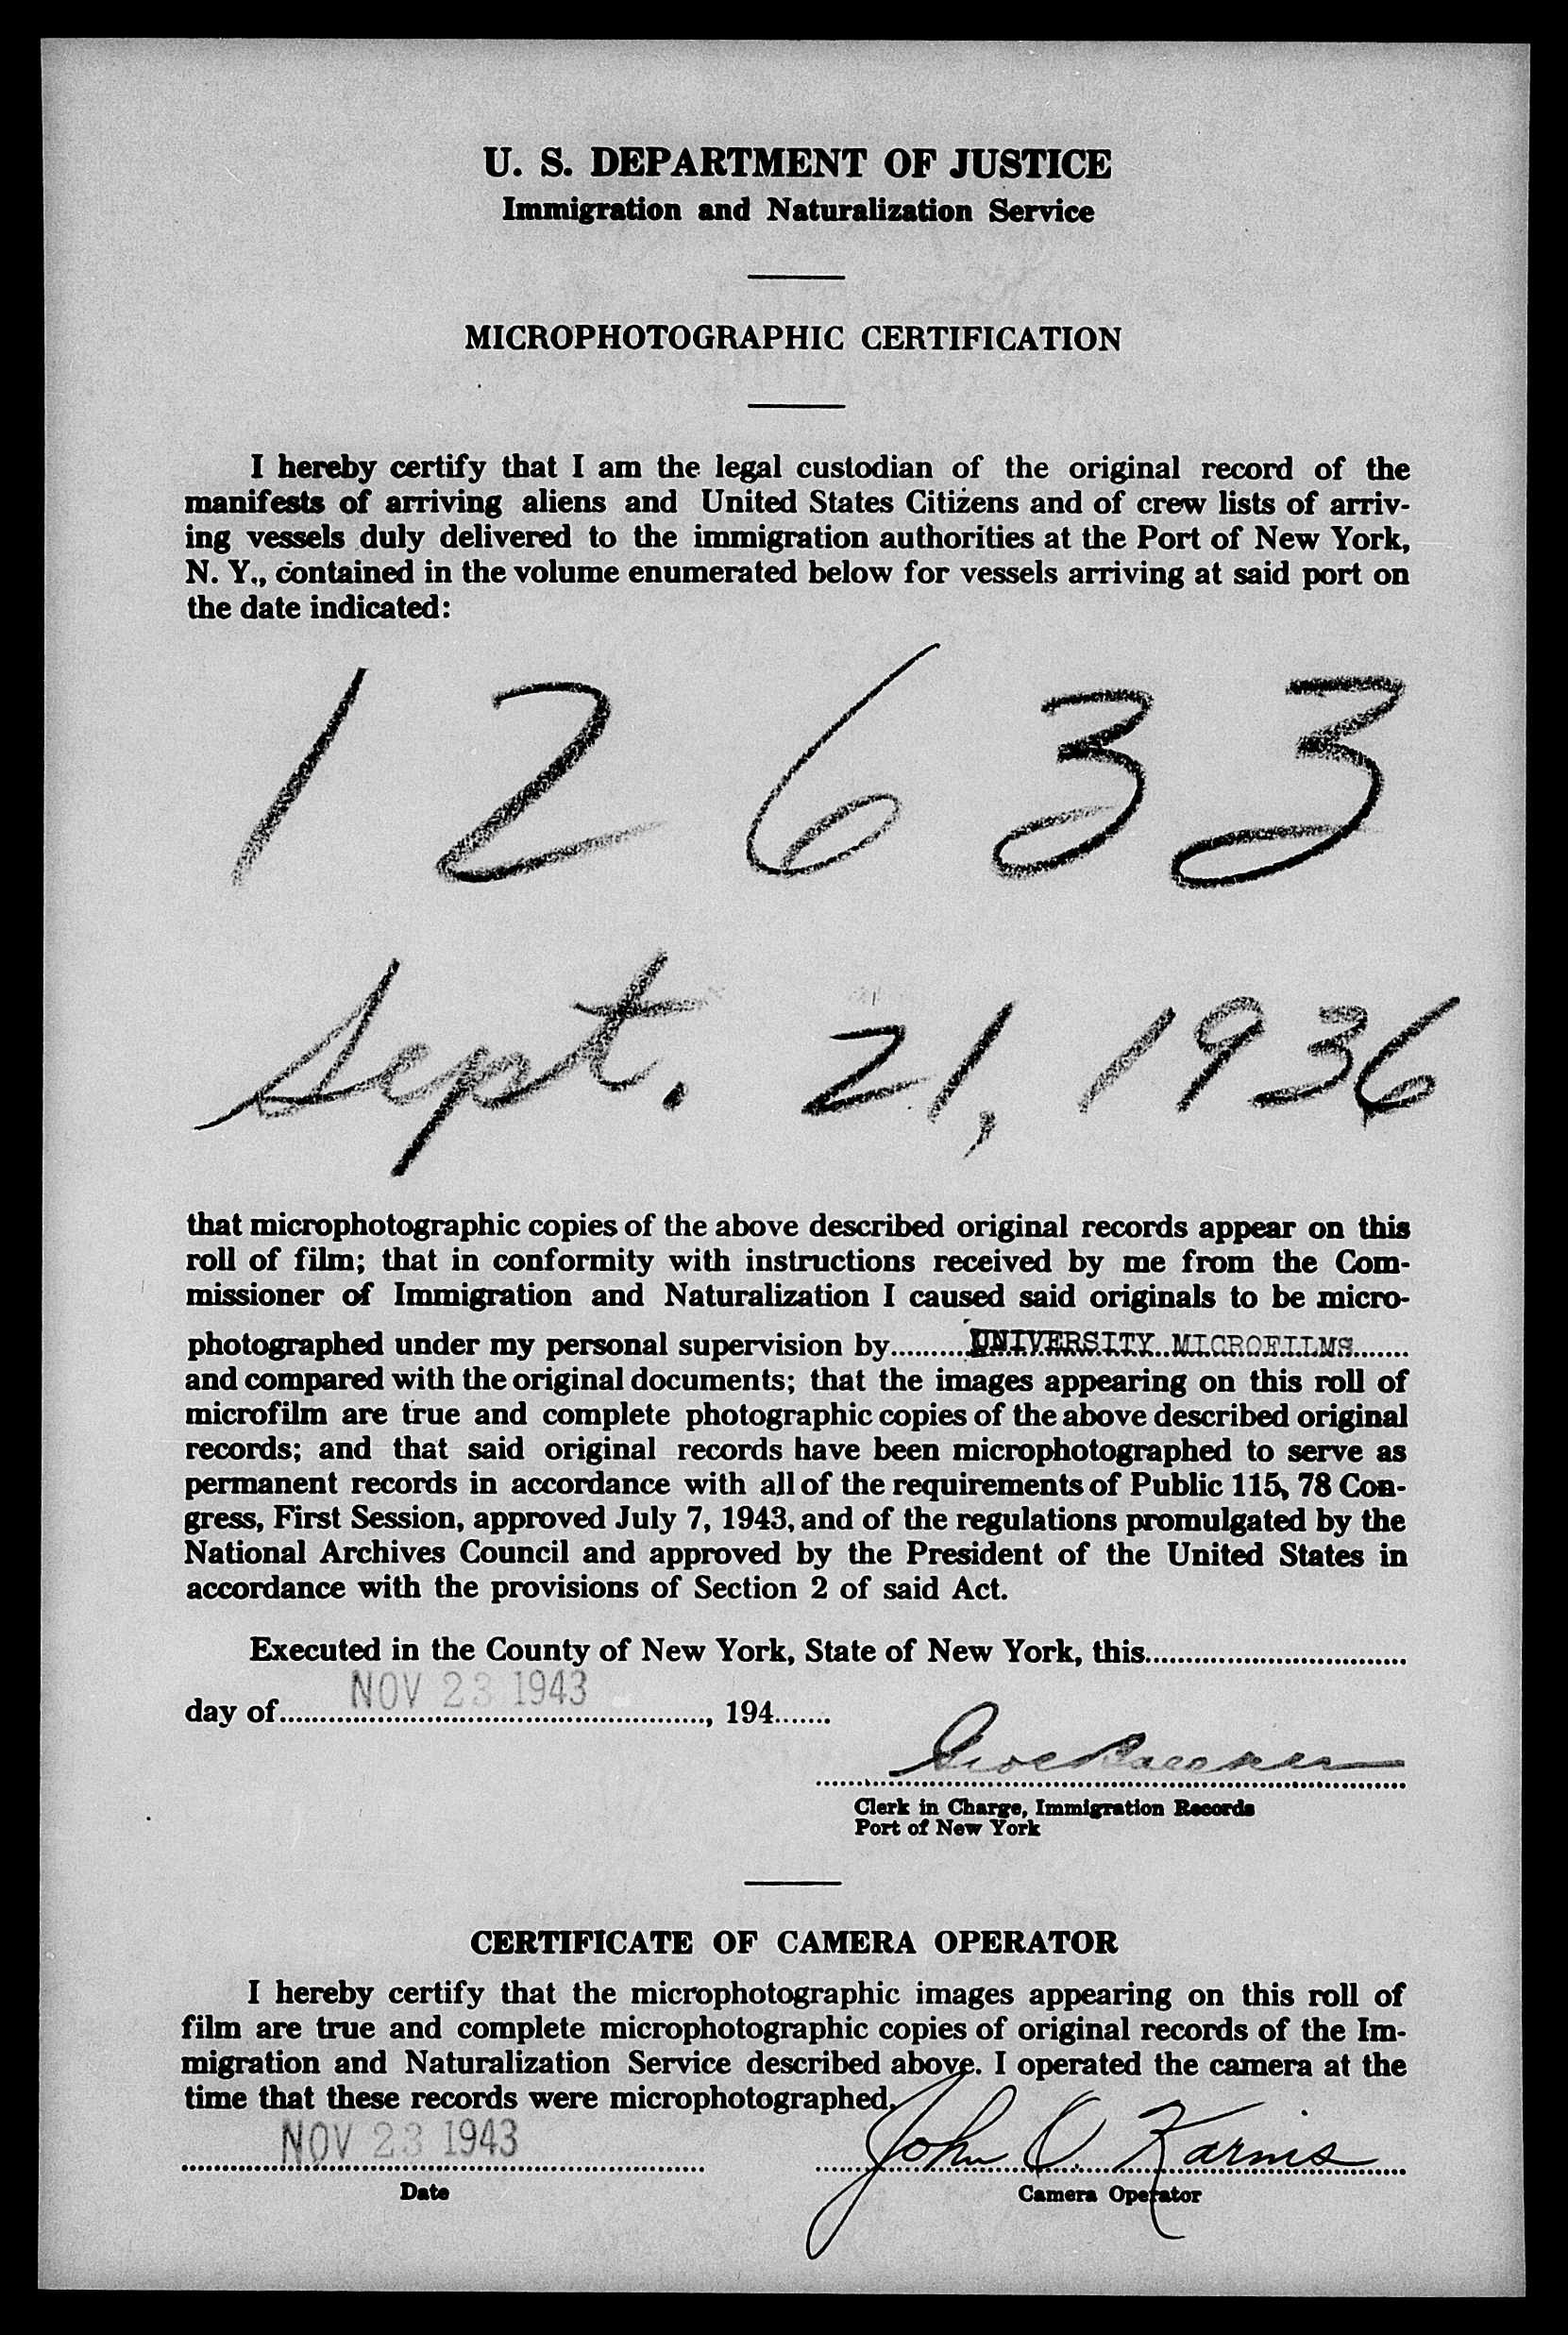 U. S. DEPARTMENT OF JUSTICE
Immigration and Naturalization Service
MICROPHOTOGRAPHIC CERTIFICATION
I hereby certify that I am the legal custodian of the original record of the
manifests of arriving aliens and United States Citizens and of crew lists of arriv-
ing vessels duly delivered to the immigration authorities at the Port of New York,
N. Y., contained in the volume enumerated below for vessels arriving at said port on
the date indicated:
12633
Sept. 21, 1936
that microphotographic copies of the above described original records appear on this
roll of film; that in conformity with instructions received by me from the Com-
missioner of Immigration and Naturalization I caused said originals to be micro-
photographed under my personal supervision by..........UNIVERSITY MICROFILMS.......
and compared with the original documents; that the images appearing on this roll of
microfilm are true and complete photographic copies of the above described original
records; and that said original records have been microphotographed to serve as
permanent records in accordance with all of the requirements of Public 115, 78 Con-
gress, First Session, approved July 7, 1943, and of the regulations promulgated by the
National Archives Council and approved by the President of the United States in
accordance with the provisions of Section 2 of said Act.
Executed in the County of New York, State of New York, this.................................
day of......NOV 23 1943......, 194.......
Clerk in Charge, Immigration Records
Port of New York
CERTIFICATE OF CAMERA OPERATOR
I hereby certify that the microphotographic images appearing on this roll of
film are true and complete microphotographic copies of original records of the Im-
migration and Naturalization Service described above. I operated the camera at the
time that these records were microphotographed.
NOV 23 1943 John O. Karnis
Date Camera Operator